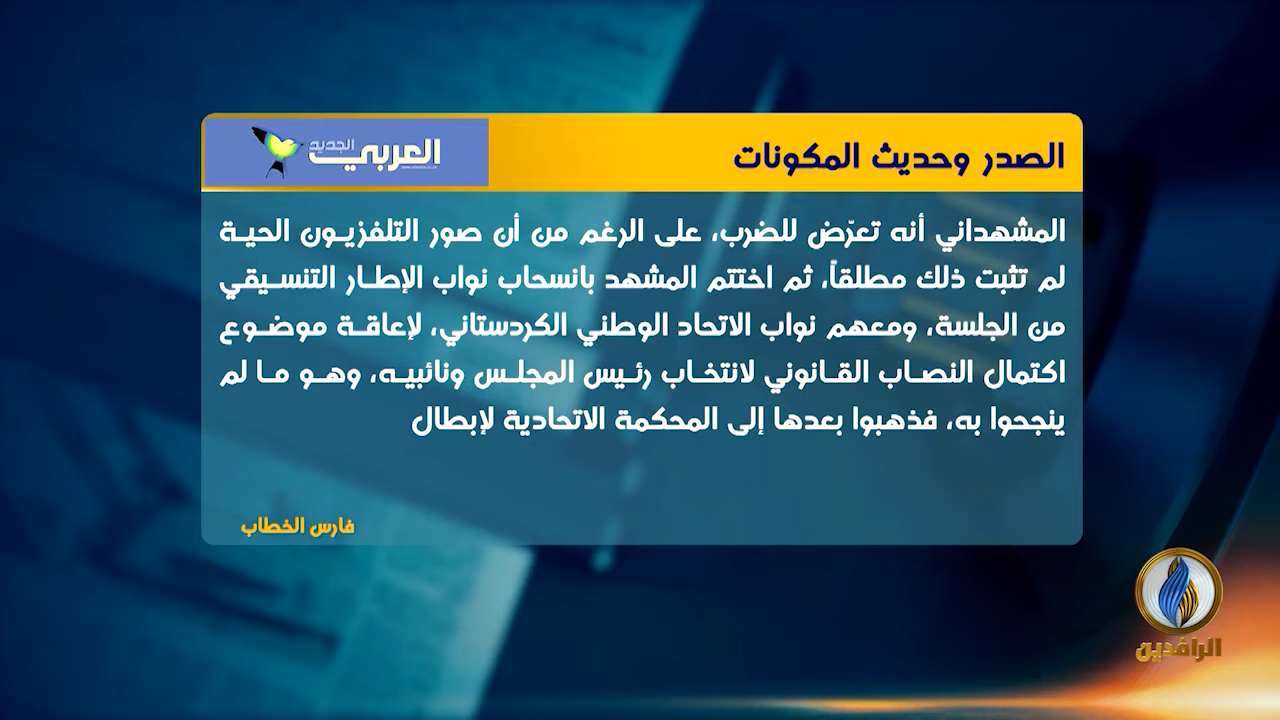 الصدر وحديث المكونات
العربي الجديد
المشهداني أنه تعرّض للضرب، على الرغم من أن صور التلفزيون الحية
لم تثبت ذلك مطلقاً، ثم اختتم المشهد بانسحاب نواب الإطار التنسيقي
من الجلسة، ومعهم نواب الاتحاد الوطني الكردستاني، لإعاقة موضوع
اكتمال النصاب القانوني لانتخاب رئيس المجلس ونائبيه، وهو ما لم
ينجحوا به، فذهبوا بعدها إلى المحكمة الاتحادية لإبطال
فارس الخطاب
الرافدين